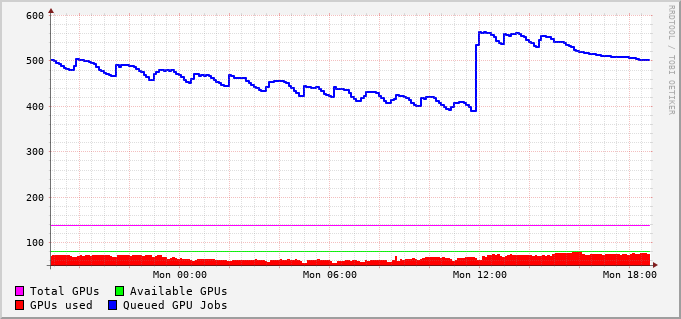 600
500
400
300
200
100
Mon 00:00 Mon 06:00 Mon 12:00 Mon 18:00
Total GPUs Available GPUs
GPUs used Queued GPU Jobs
RRDTOOL / TOBI OETIKER